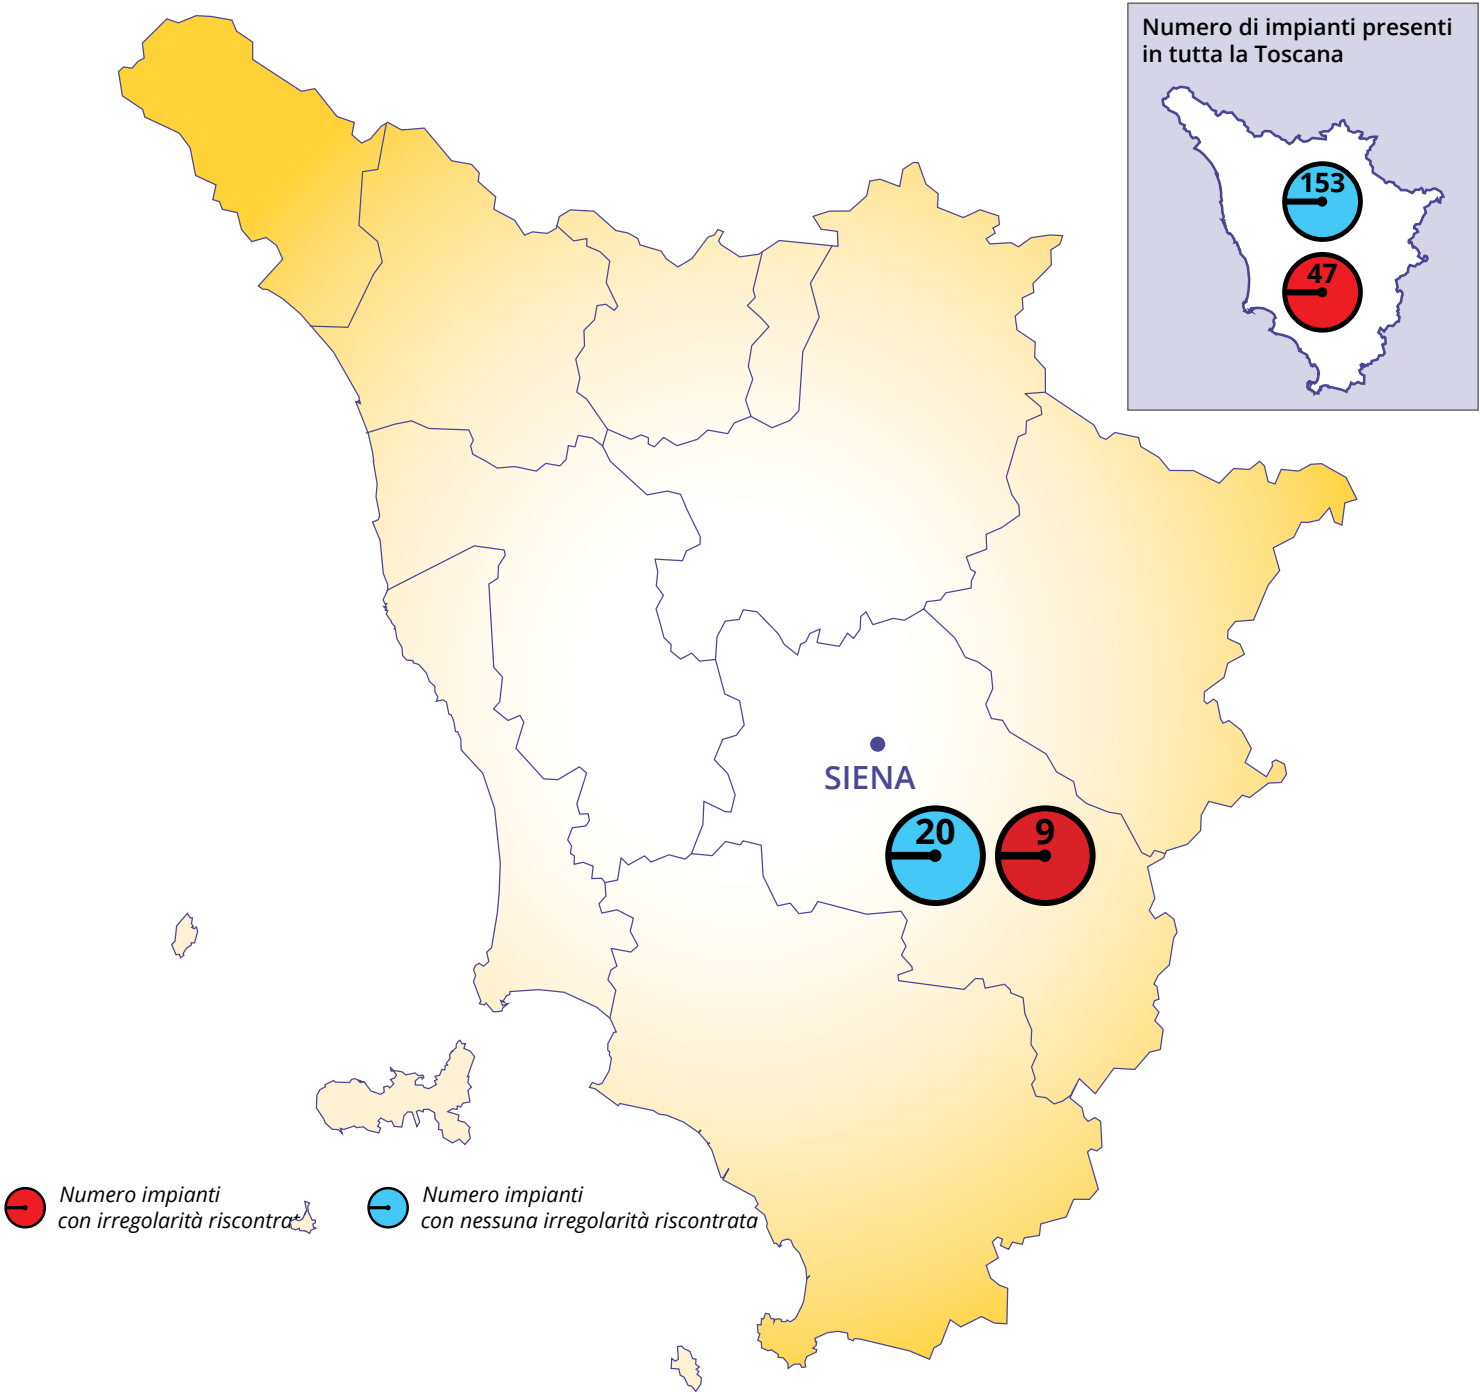 Numero di impianti presenti
in tutta la Toscana
153
47
SIENA
20 9
Numero impianti
con irregolarità riscontrat
Numero impianti
con nessuna irregolarità riscontrata